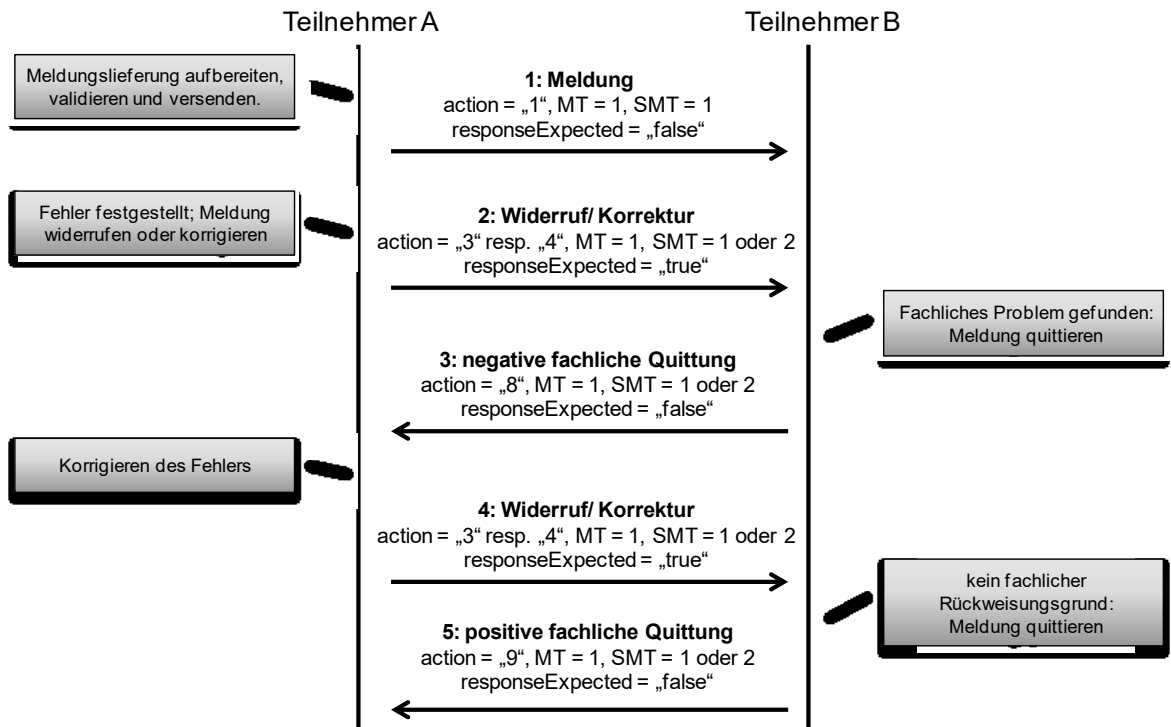 Teilnehmer A
Teilnehmer B
Meldungslieferung aufbereiten,
validieren und versenden.
1: Meldung
action = „1“, MT = 1, SMT = 1
responseExpected = „false“
Fehler festgestellt; Meldung
widerrufen oder korrigieren
2: Widerruf/ Korrektur
action = „3“ resp. „4“, MT = 1, SMT = 1 oder 2
responseExpected = „true“
Fachliches Problem gefunden:
Meldung quittieren
3: negative fachliche Quittung
action = „8“, MT = 1, SMT = 1 oder 2
responseExpected = „false“
Korrigieren des Fehlers
4: Widerruf/ Korrektur
action = „3“ resp. „4“, MT = 1, SMT = 1 oder 2
responseExpected = „true“
kein fachlicher
Rückweisungsgrund:
Meldung quittieren
5: positive fachliche Quittung
action = „9“, MT = 1, SMT = 1 oder 2
responseExpected = „false“